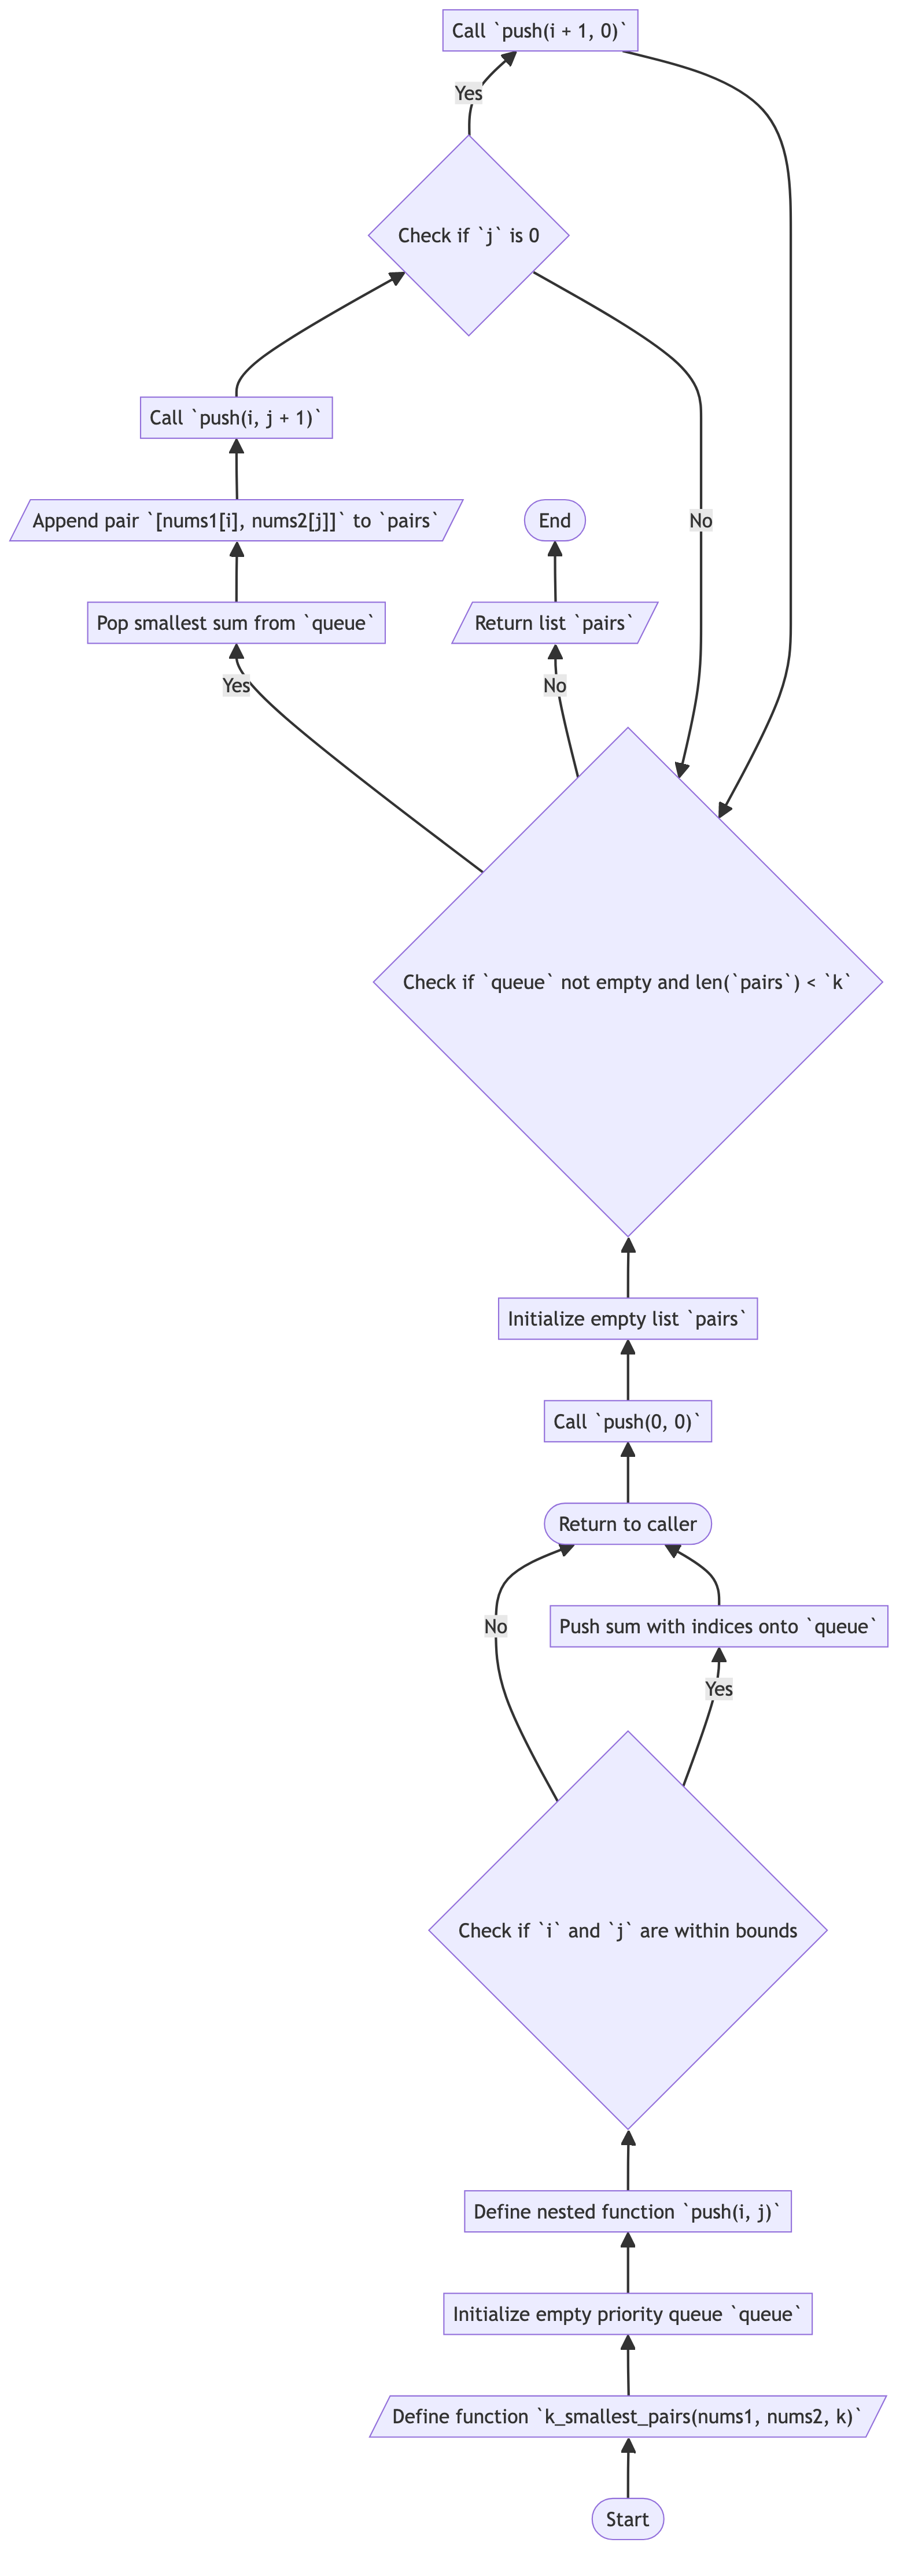 Call `push(i + 1, 0)`
Yes
Check if `j` is 0
Call `push(i, j + 1)`
Append pair `[nums1[i], nums2[j]]` to `pairs`
End
No
Pop smallest sum from `queue`
Return list `pairs`
Yes
No
Check if `queue` not empty and len(`pairs`) < `k`
Initialize empty list `pairs`
Call `push(0, 0)`
Return to caller
No
Push sum with indices onto `queue`
Yes
Check if `i` and `j` are within bounds
Define nested function `push(i, j)`
Initialize empty priority queue `queue`
Define function `k_smallest_pairs(nums1, nums2, k)`
Start